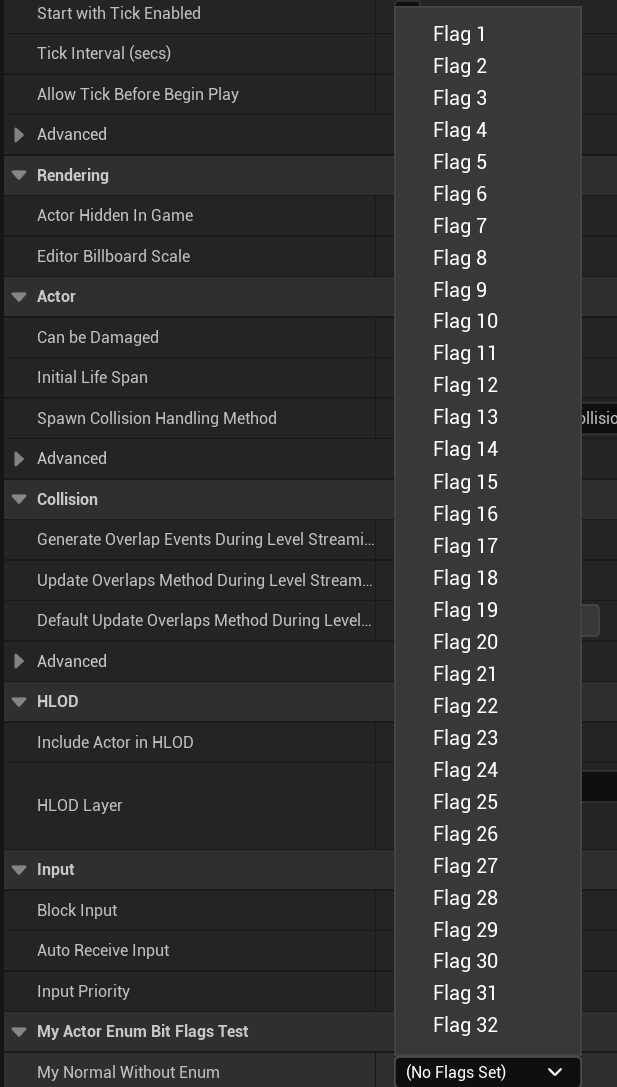 Start with Tick Enabled
Tick Interval (secs)
Allow Tick Before Begin Play
Advanced
Rendering
Actor Hidden In Game
Editor Billboard Scale
Actor
Can be Damaged
Initial Life Span
Spawn Collision Handling Method
Advanced
Collision
Generate Overlap Events During Level Streami...
Update Overlaps Method During Level Stream...
Default Update Overlaps Method During Level...
Advanced
HLOD
Include Actor in HLOD
HLOD Layer
Input
Block Input
Auto Receive Input
Input Priority
My Actor Enum Bit Flags Test
My Normal Without Enum
Flag 1
Flag 2
Flag 3
Flag 4
Flag 5
Flag 6
Flag 7
Flag 8
Flag 9
Flag 10
Flag 11
Flag 12
Flag 13
Flag 14
Flag 15
Flag 16
Flag 17
Flag 18
Flag 19
Flag 20
Flag 21
Flag 22
Flag 23
Flag 24
Flag 25
Flag 26
Flag 27
Flag 28
Flag 29
Flag 30
Flag 31
Flag 32
(No Flags Set)